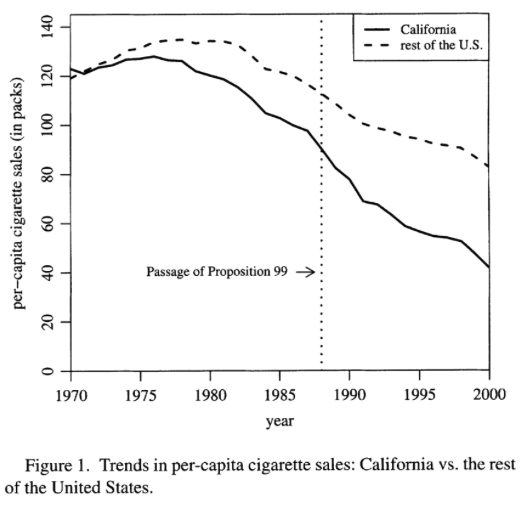 140
120
100
80
60
40
20
0
per−capita cigarette sales (in packs)
California
rest of the U.S.
Passage of Proposition 99
1970 1975 1980 1985 1990 1995 2000
year
Figure 1. Trends in per-capita cigarette sales: California vs. the rest
of the United States.